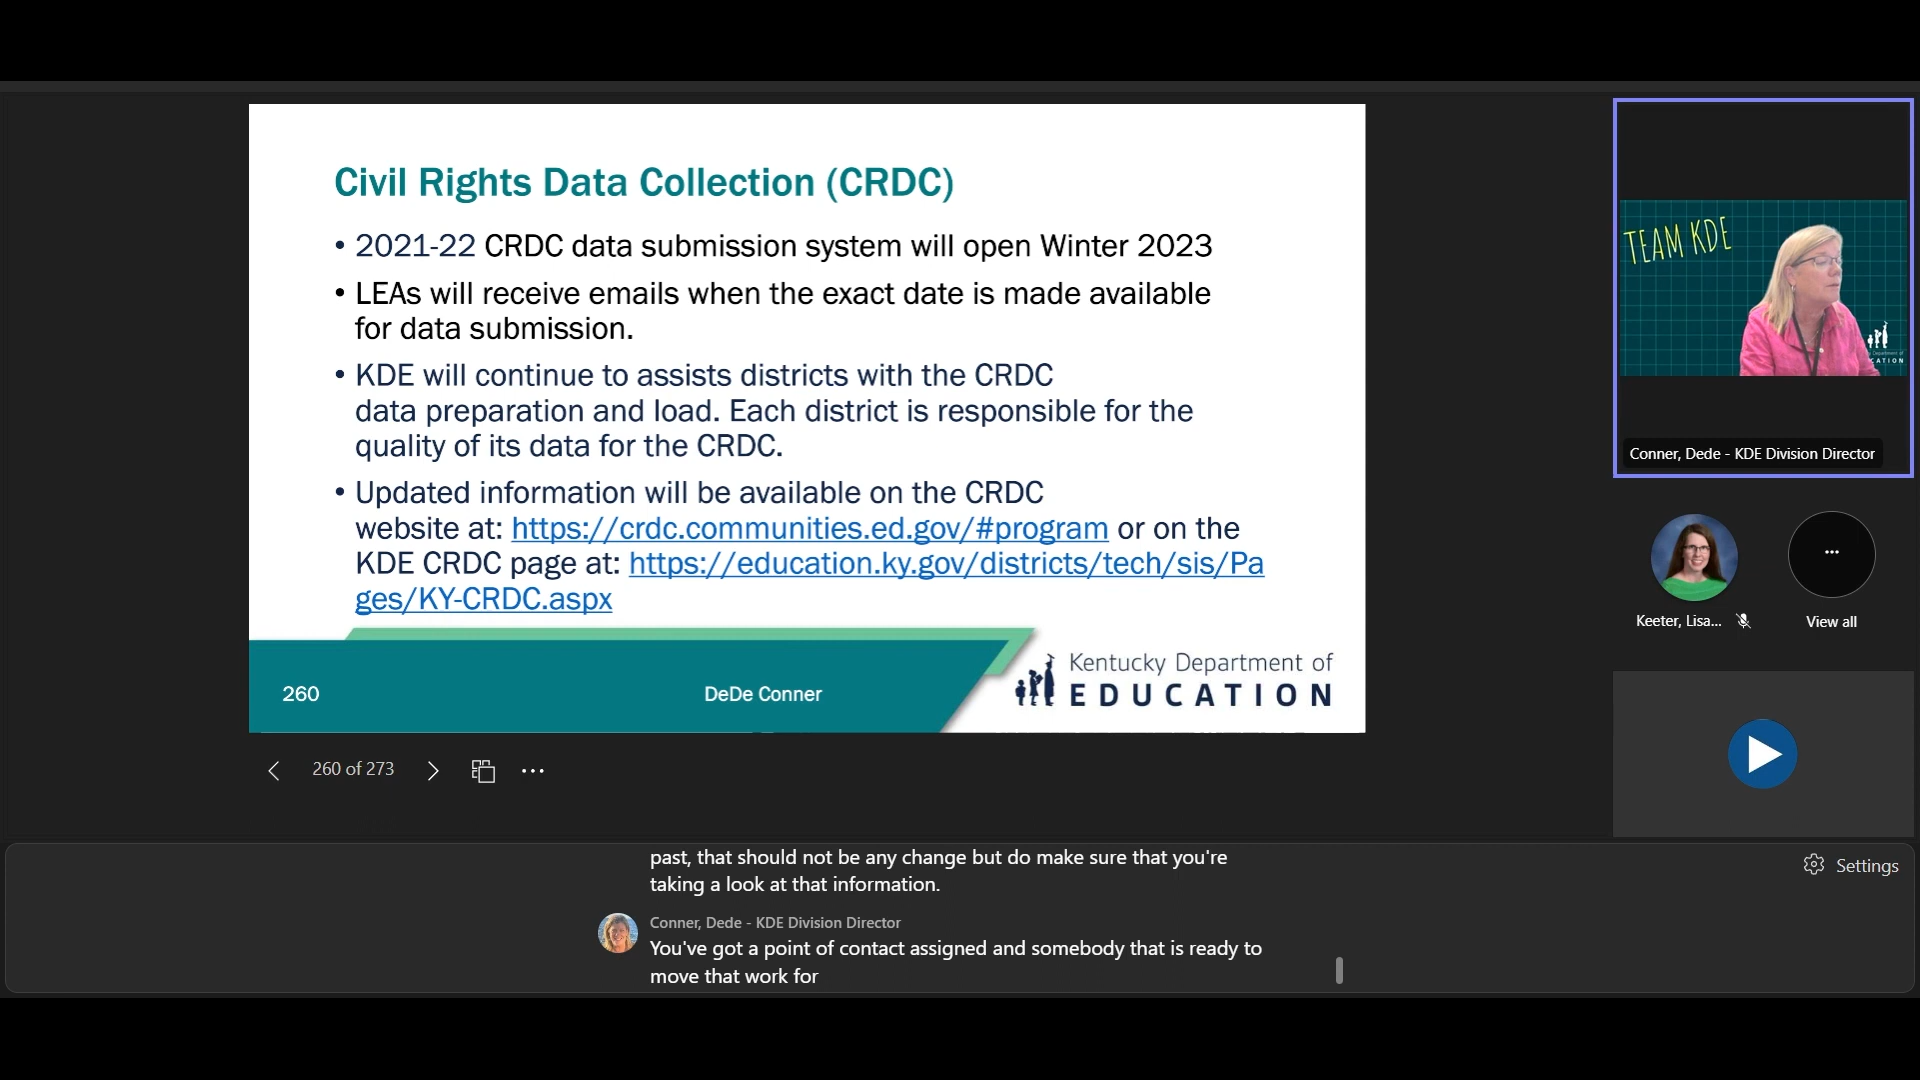 Civil Rights Data Collection (CRDC)
• 2021-22 CRDC data submission system will open Winter 2023
• LEAs will receive emails when the exact date is made available
for data submission.
• KDE will continue to assists districts with the CRDC
data preparation and load. Each district is responsible for the
quality of its data for the CRDC.
• Updated information will be available on the CRDC
website at: https://crdc.communities.ed.gov/#program or on the
KDE CRDC page at: https://education.ky.gov/districts/tech/sis/Pa
ges/KY-CRDC.aspx
260
DeDe Conner
Kentucky Department of
EDUCATION
260 of 273
TEAM KDE
Conner, Dede - KDE Division Director
Keeter, Lisa...
View all
past, that should not be any change but do make sure that you're
taking a look at that information.
Conner, Dede - KDE Division Director
You've got a point of contact assigned and somebody that is ready to
move that work for
Settings